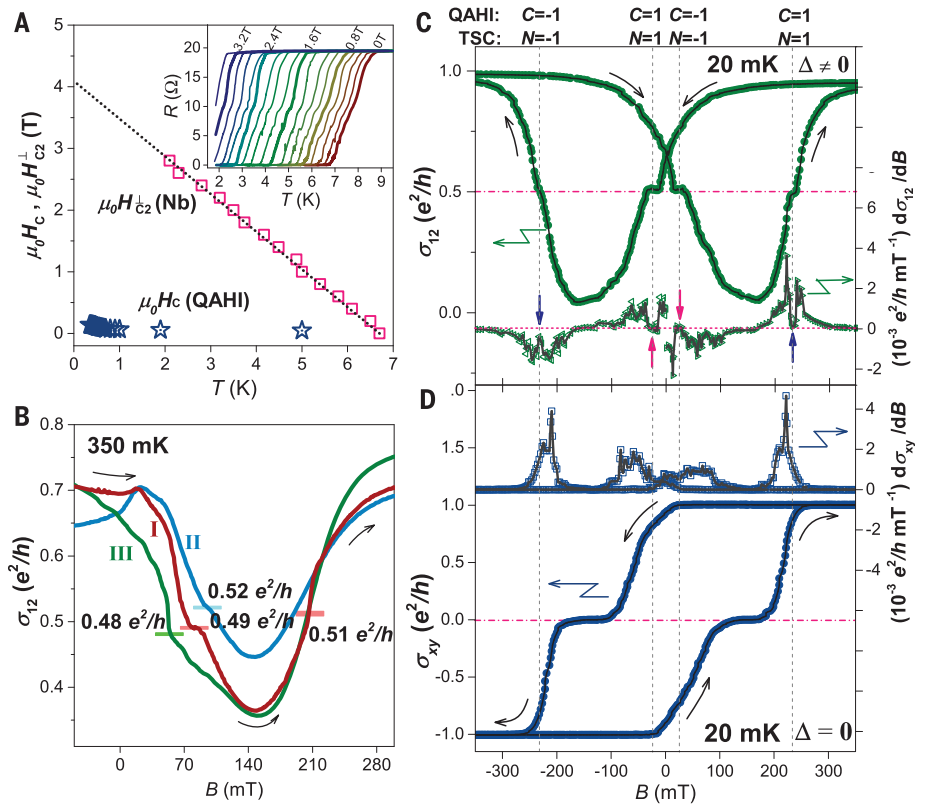 A
μ₀H_C, μ₀H⊥_C2 (T)
5
4
3
2
1
0
μ₀H⊥_C2 (Nb)
μ₀H_C (QAHI)
0 1 2 3 4 5 6 7
T (K)
R (Ω)
20
10
0
3.2T 2.4T 1.6T 0.8T 0T
2 3 4 5 6 7 8 9
T (K)
B
350 mK
σ₁₂ (e²/h)
0.8
0.7
0.6
0.5
0.4
I
II
III
0.52 e²/h
0.48 e²/h
0.49 e²/h
0.51 e²/h
0 70 140 210 280
B (mT)
C
QAHI: C=-1 C=1 C=-1 C=1
TSC: N=-1 N=1 N=-1 N=1
20 mK Δ ≠ 0
σ₁₂ (e²/h)
1.0
0.5
0.0
6
4
2
0
-2
(10⁻³ e²/h mT⁻¹) dσ₁₂/dB
D
.0
1.5
1.0
0.5
0.0
-0.5
-1.0
σxy (e²/h)
4
2
0
-2
-4
(10⁻³ e²/h mT⁻¹) dσxy/dB
20 mK Δ = 0
-300 -200 -100 0 100 200 300
B (mT)